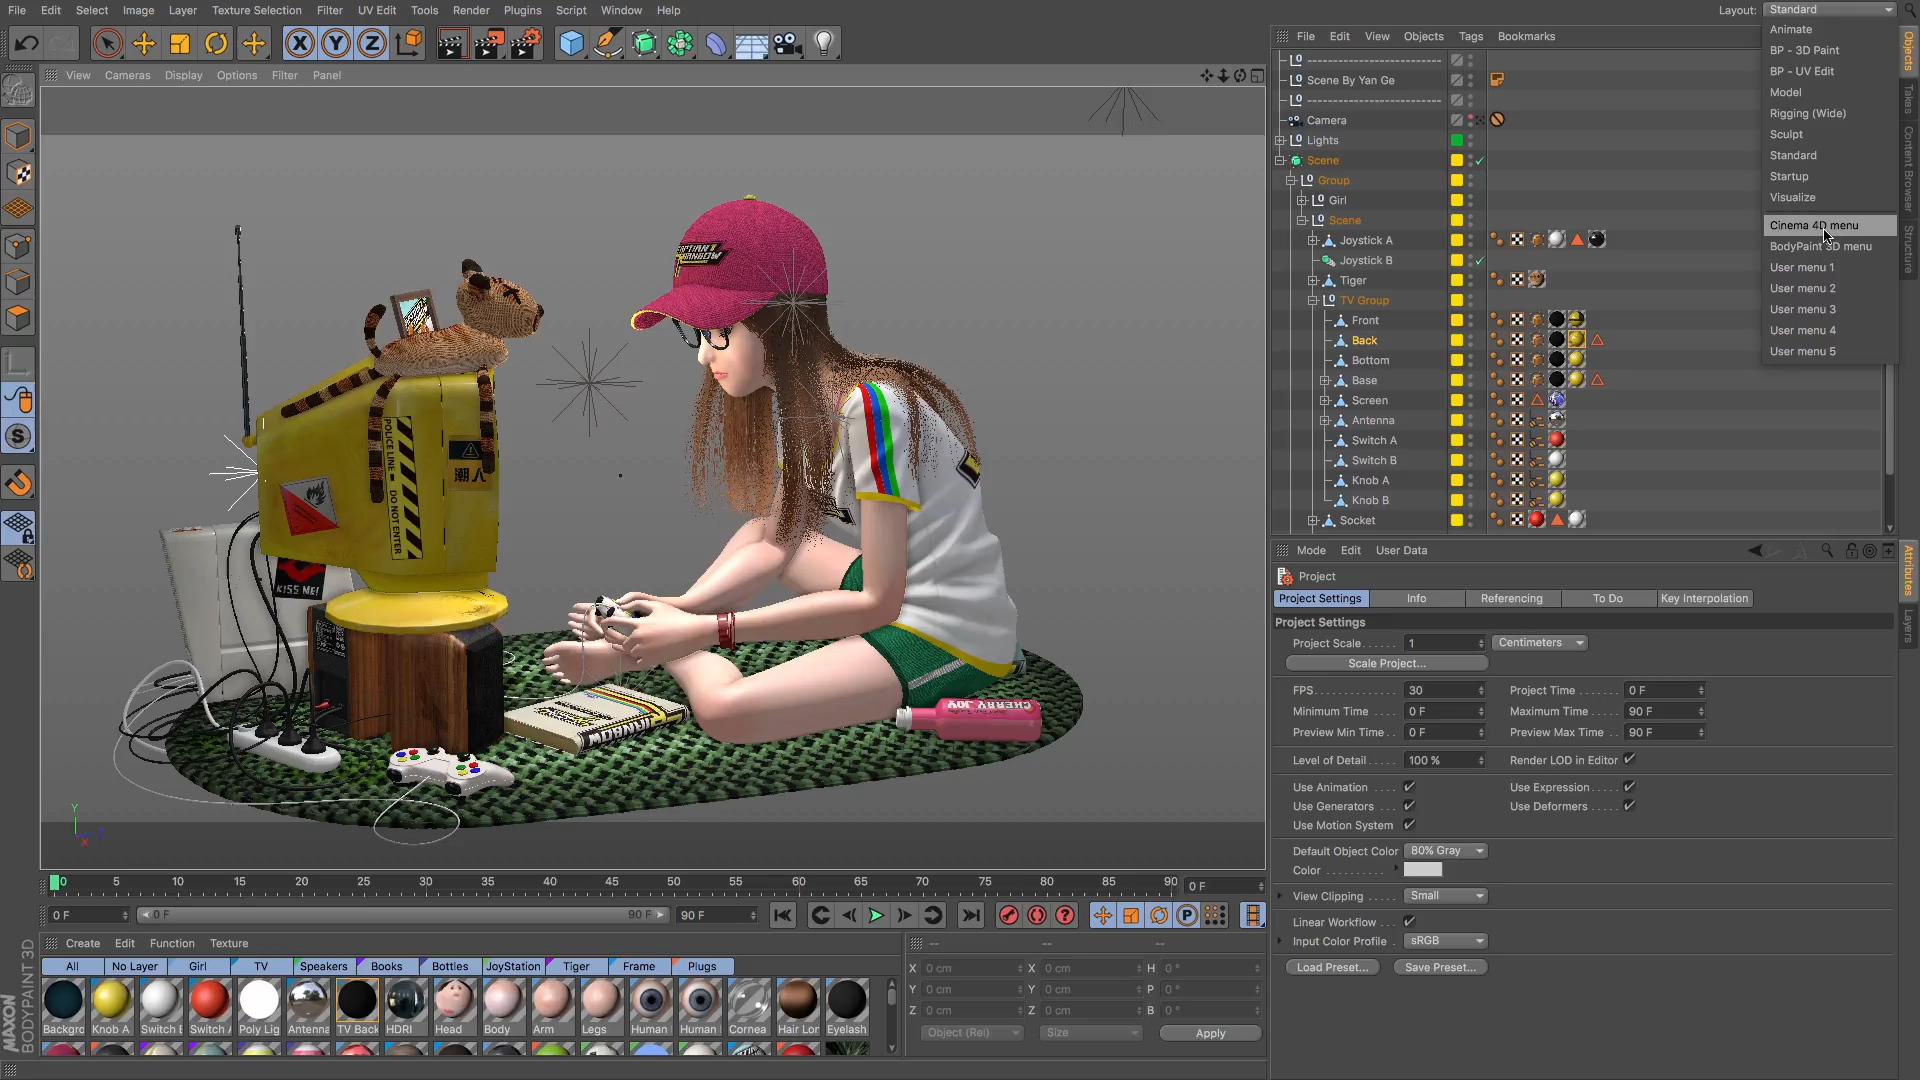 File Edit Select Image Layer Texture Selection Filter UV Edit Tools Render Plugins Script Window Help
Layout: Standard
Animate
BP - 3D Paint
BP - UV Edit
Model
Rigging (Wide)
Sculpt
Standard
Startup
Visualize
Cinema 4D menu
BodyPaint 3D menu
User menu 1
User menu 2
User menu 3
User menu 4
User menu 5
X Y Z
View Cameras Display Options Filter Panel
File Edit View Objects Tags Bookmarks
--------------------------
Scene By Yan Ge
--------------------------
Camera
Lights
Scene
Group
Girl
Scene
Joystick A
Joystick B
Tiger
TV Group
Front
Back
Bottom
Base
Screen
Antenna
Switch A
Switch B
Knob A
Knob B
Socket
Objects
Takes
Content Browser
Structure
Attributes
Layers
POLICE LINE DO NOT ENTER
潮人
KISS ME!
CHERRY JOY
Y
X
Z
Mode Edit User Data
Project
Project Settings Info Referencing To Do Key Interpolation
Project Settings
Project Scale 1 Centimeters
Scale Project...
FPS 30 Project Time 0 F
Minimum Time 0 F Maximum Time 90 F
Preview Min Time 0 F Preview Max Time 90 F
Level of Detail 100 % Render LOD in Editor
Use Animation Use Expression
Use Generators Use Deformers
Use Motion System
Default Object Color 80% Gray
Color
View Clipping Small
Linear Workflow
Input Color Profile sRGB
Load Preset... Save Preset...
0 5 10 15 20 25 30 35 40 45 50 55 60 65 70 75 80 85 90 0 F
0 F 0 F 90 F 90 F
Create Edit Function Texture
All No Layer Girl TV Speakers Books Bottles JoyStation Tiger Frame Plugs
Backgro Knob A Switch E Switch A Poly Lig Antenna TV Back HDRI Head Body Arm Legs Human Human Cornea Hair Lor Eyelash
-- -- --
X 0 cm X 0 cm H 0 °
Y 0 cm Y 0 cm P 0 °
Z 0 cm Z 0 cm B 0 °
Object (Rel) Size Apply
MAXON BODYPAINT 3D